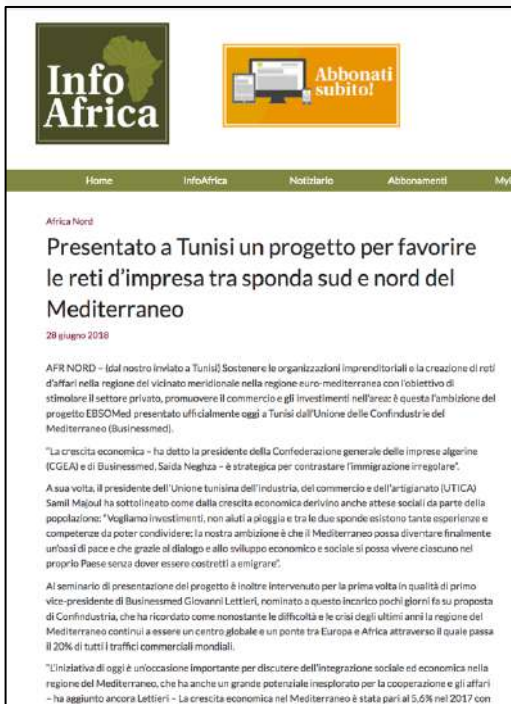 Info
Africa
Abbonati
subito!
Home InfoAfrica Notiziario Abbonamenti
Africa Nord
Presentato a Tunisi un progetto per favorire
le reti d'impresa tra sponda sud e nord del
Mediterraneo
28 giugno 2018
AFR NORD – (dal nostro inviato a Tunisi) Sostenere le organizzazioni imprenditoriali e la creazione di reti
d'affari nella regione del vicinato meridionale nella regione euro-mediterranea con l'obiettivo di
stimolare il settore privato, promuovere il commercio e gli investimenti nell'area: è questa l'ambizione del
progetto EBSOMed presentato ufficialmente oggi a Tunisi dall'Unione delle Confindustrie del
Mediterraneo (Businessmed).
"La crescita economica – ha detto la presidente della Confederazione generale delle imprese algerine
(CGEA) e di Businessmed, Saida Neghza – è strategica per contrastare l'immigrazione irregolare".
A sua volta, il presidente dell'Unione tunisina dell'industria, del commercio e dell'artigianato (UTICA)
Samil Majoul ha sottolineato come dalla crescita economica derivino anche attese sociali da parte della
popolazione: "Vogliamo investimenti, non aiuti a pioggia e tra le due sponde esistono tante esperienze e
competenze da poter condividere: la nostra ambizione è che il Mediterraneo possa diventare finalmente
un'oasi di pace e che grazie al dialogo e allo sviluppo economico e sociale si possa vivere ciascuno nel
proprio Paese senza dover essere costretti a emigrare".
Al seminario di presentazione del progetto è inoltre intervenuto per la prima volta in qualità di primo
vice-presidente di Businessmed Giovanni Lettieri, nominato a questo incarico pochi giorni fa su proposta
di Confindustria, che ha ricordato come nonostante le difficoltà e le crisi degli ultimi anni la regione del
Mediterraneo continui a essere un centro globale e un ponte tra Europa e Africa attraverso il quale passa
il 20% di tutti i traffici commerciali mondiali.
"L'iniziativa di oggi è un'occasione importante per discutere dell'integrazione sociale ed economica nella
regione del Mediterraneo, che ha anche un grande potenziale inesplorato per la cooperazione e gli affari
– ha aggiunto ancora Lettieri – La crescita economica nel Mediterraneo è stata pari al 5,6% nel 2017 con